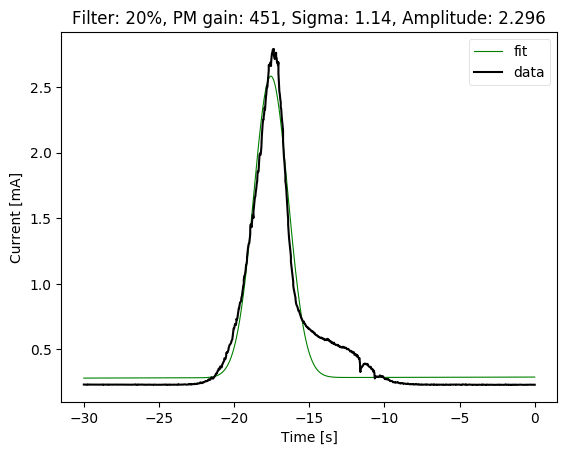 Filter: 20%, PM gain: 451, Sigma: 1.14, Amplitude: 2.296
fit
data
2.5
2.0
1.5
1.0
0.5
Current [mA]
−30
−25
−20
−15
−10
−5
0
Time [s]